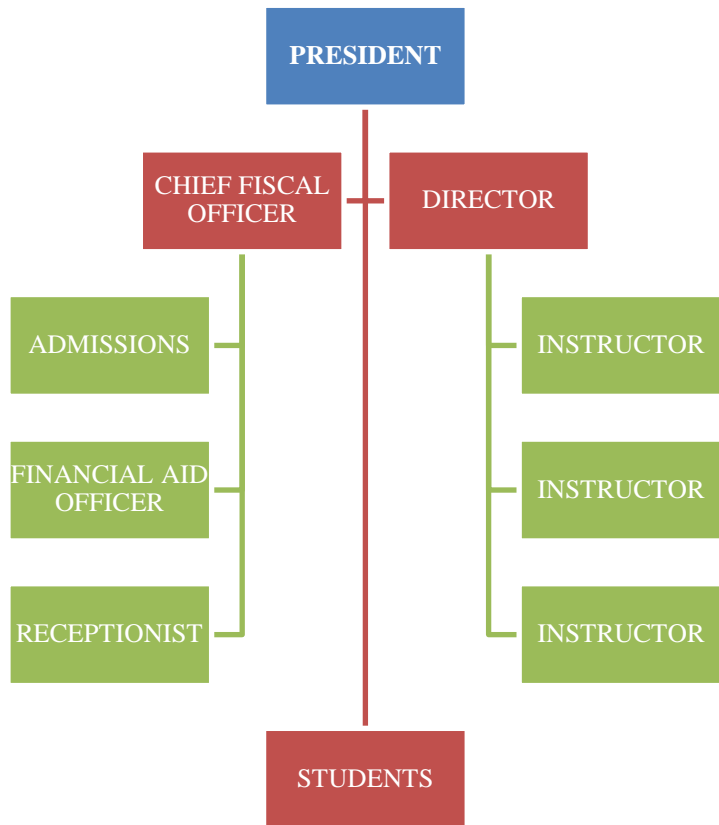 PRESIDENT
CHIEF FISCAL
OFFICER
DIRECTOR
ADMISSIONS
INSTRUCTOR
FINANCIAL AID
OFFICER
INSTRUCTOR
RECEPTIONIST
INSTRUCTOR
STUDENTS